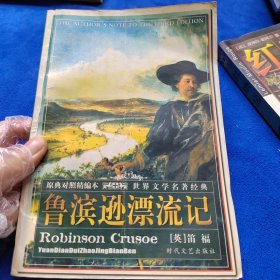 THE AUTHOR'S NOTE TO THE THIRD EDITION
原典对照精编本 世界文学名著经典
鲁滨逊漂流记
Robinson Crusoe
[英]笛 福
YuanDianDuiZhaoJingBianBen
时代文艺出版社
红